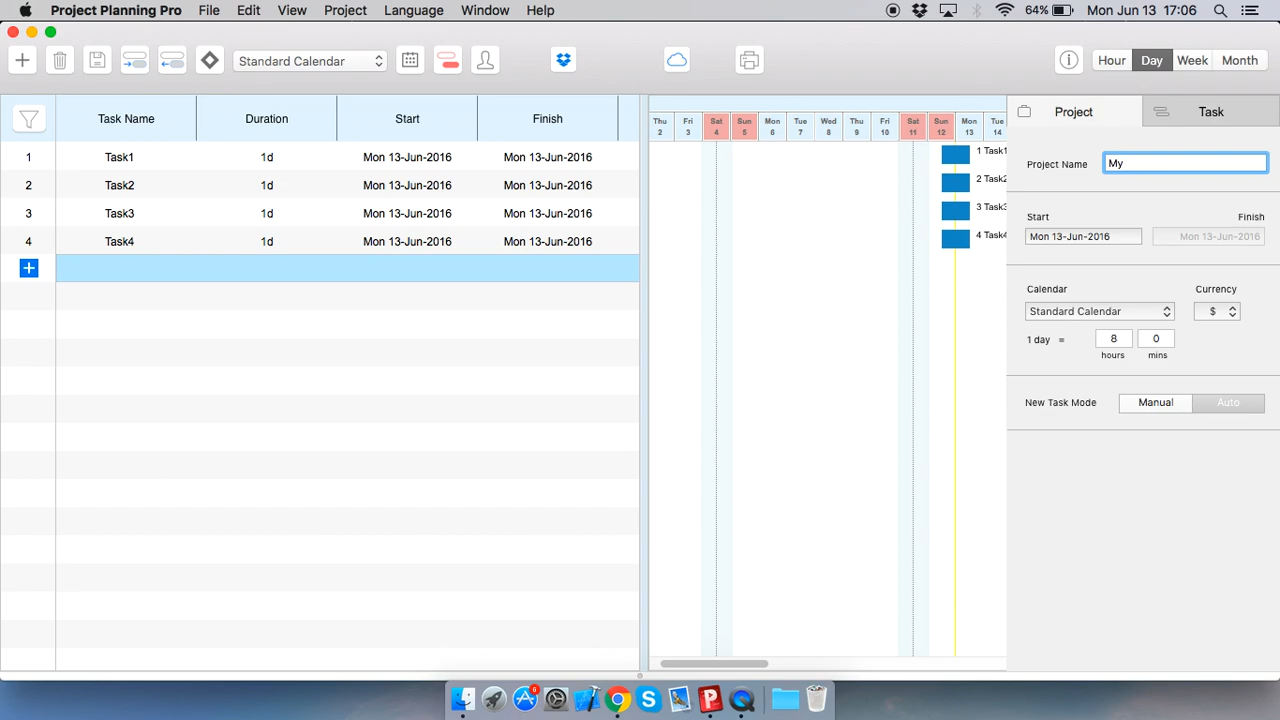 Project Planning Pro File Edit View Project Language Window Help 64% Mon Jun 13 17:06
Standard Calendar Hour Day Week Month
Task Name Duration Start Finish
1 Task1 1d Mon 13-Jun-2016 Mon 13-Jun-2016
2 Task2 1d Mon 13-Jun-2016 Mon 13-Jun-2016
3 Task3 1d Mon 13-Jun-2016 Mon 13-Jun-2016
4 Task4 1d Mon 13-Jun-2016 Mon 13-Jun-2016
Thu Fri Sat Sun Mon Tue Wed Thu Fri Sat Sun Mon Tue
2 3 4 5 6 7 8 9 10 11 12 13 14
1 Task1
2 Task2
3 Task3
4 Task4
Project Task
Project Name My
Start Finish
Mon 13-Jun-2016 Mon 13-Jun-2016
Calendar Currency
Standard Calendar $
1 day = 8 0
hours mins
New Task Mode Manual Auto